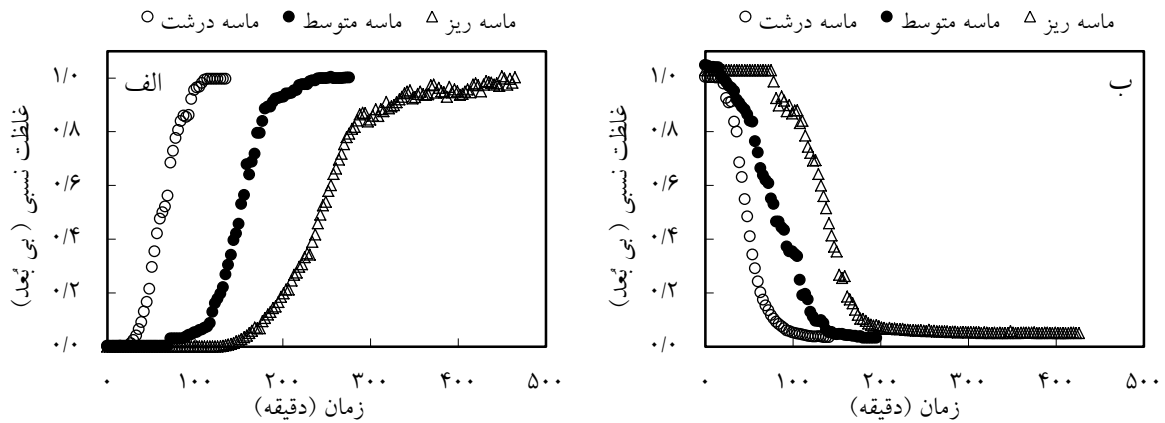 ماسه ریز ماسه متوسط ماسه درشت
الف
غلظت نسبی (بی بُعد)
۱/۰
۰/۸
۰/۶
۰/۴
۰/۲
۰/۰
۰ ۱۰۰ ۲۰۰ ۳۰۰ ۴۰۰ ۵۰۰
زمان (دقیقه)
ماسه ریز ماسه متوسط ماسه درشت
ب
غلظت نسبی (بی بُعد)
۱/۰
۰/۸
۰/۶
۰/۴
۰/۲
۰/۰
۰ ۱۰۰ ۲۰۰ ۳۰۰ ۴۰۰ ۵۰۰
زمان (دقیقه)